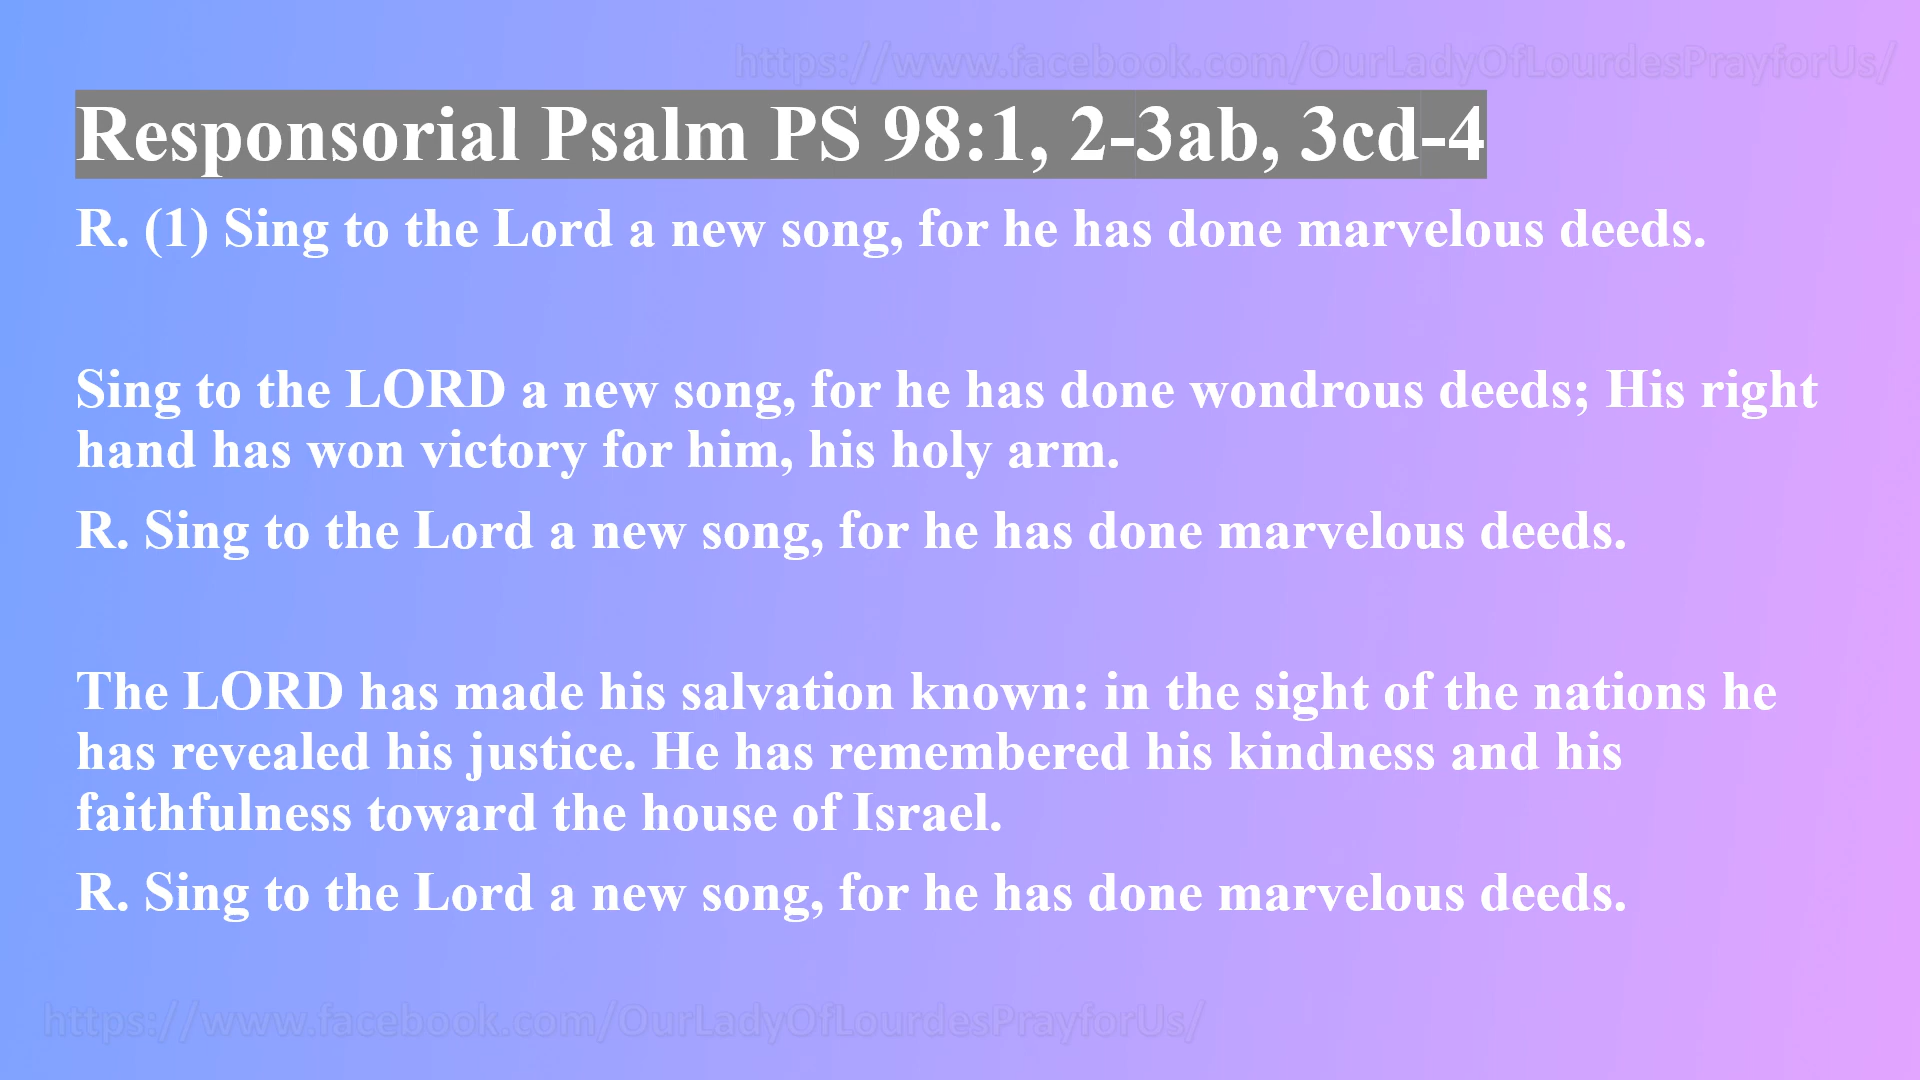 https://www.facebook.com/OurLadyOfLourdesPrayforUs/
Responsorial Psalm PS 98:1, 2-3ab, 3cd-4
R. (1) Sing to the Lord a new song, for he has done marvelous deeds.
Sing to the LORD a new song, for he has done wondrous deeds; His right
hand has won victory for him, his holy arm.
R. Sing to the Lord a new song, for he has done marvelous deeds.
The LORD has made his salvation known: in the sight of the nations he
has revealed his justice. He has remembered his kindness and his
faithfulness toward the house of Israel.
R. Sing to the Lord a new song, for he has done marvelous deeds.
https://www.facebook.com/OurLadyOfLourdesPrayforUs/